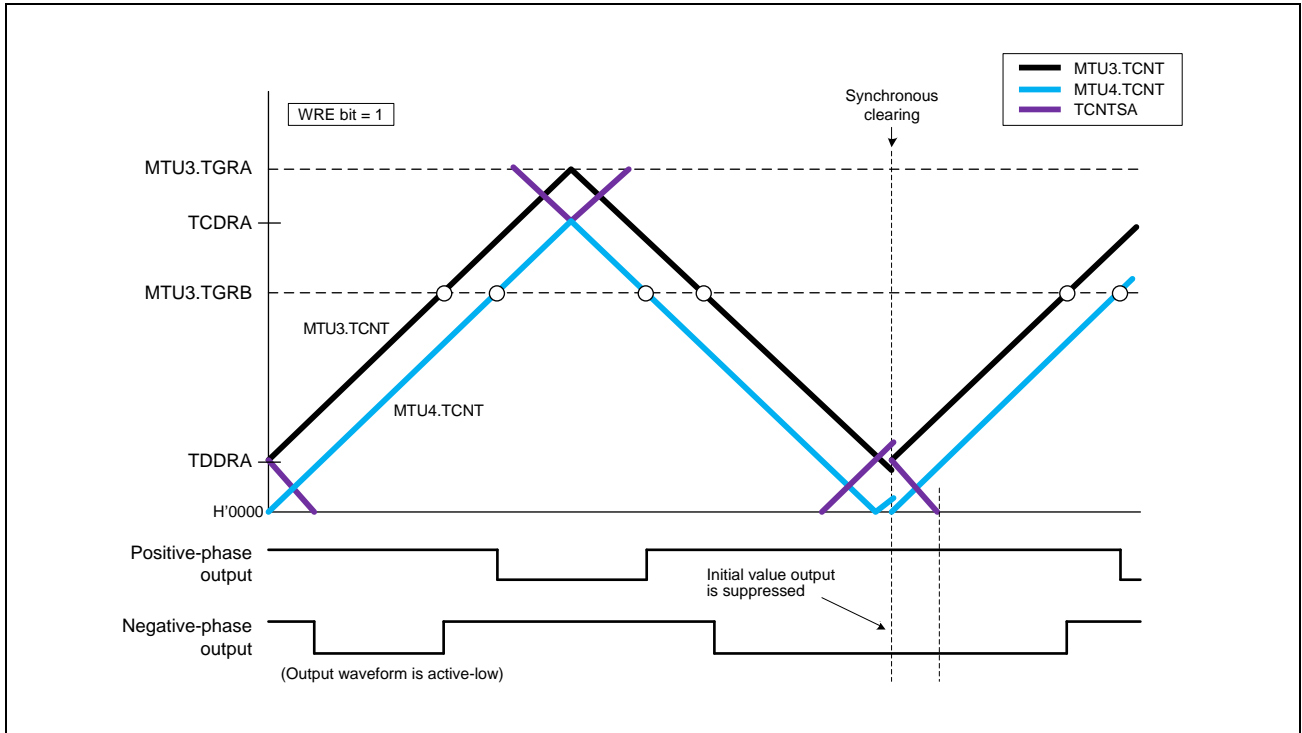 WRE bit = 1
Synchronous
clearing
MTU3.TCNT
MTU4.TCNT
TCNTSA
MTU3.TGRA
TCDRA
MTU3.TGRB
MTU3.TCNT
MTU4.TCNT
TDDRA
H'0000
Positive-phase
output
Initial value output
is suppressed
Negative-phase
output
(Output waveform is active-low)